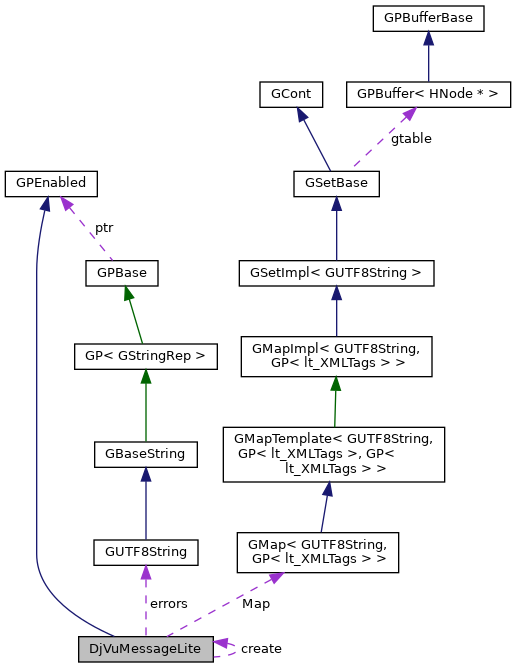 GPBufferBase
GCont
GPBuffer< HNode * >
gtable
GPEnabled
GSetBase
ptr
GPBase
GSetImpl< GUTF8String >
GP< GStringRep >
GMapImpl< GUTF8String,
GP< lt_XMLTags > >
GBaseString
GMapTemplate< GUTF8String,
GP< lt_XMLTags >, GP<
lt_XMLTags > >
GUTF8String
GMap< GUTF8String,
GP< lt_XMLTags > >
errors
Map
DjVuMessageLite
create